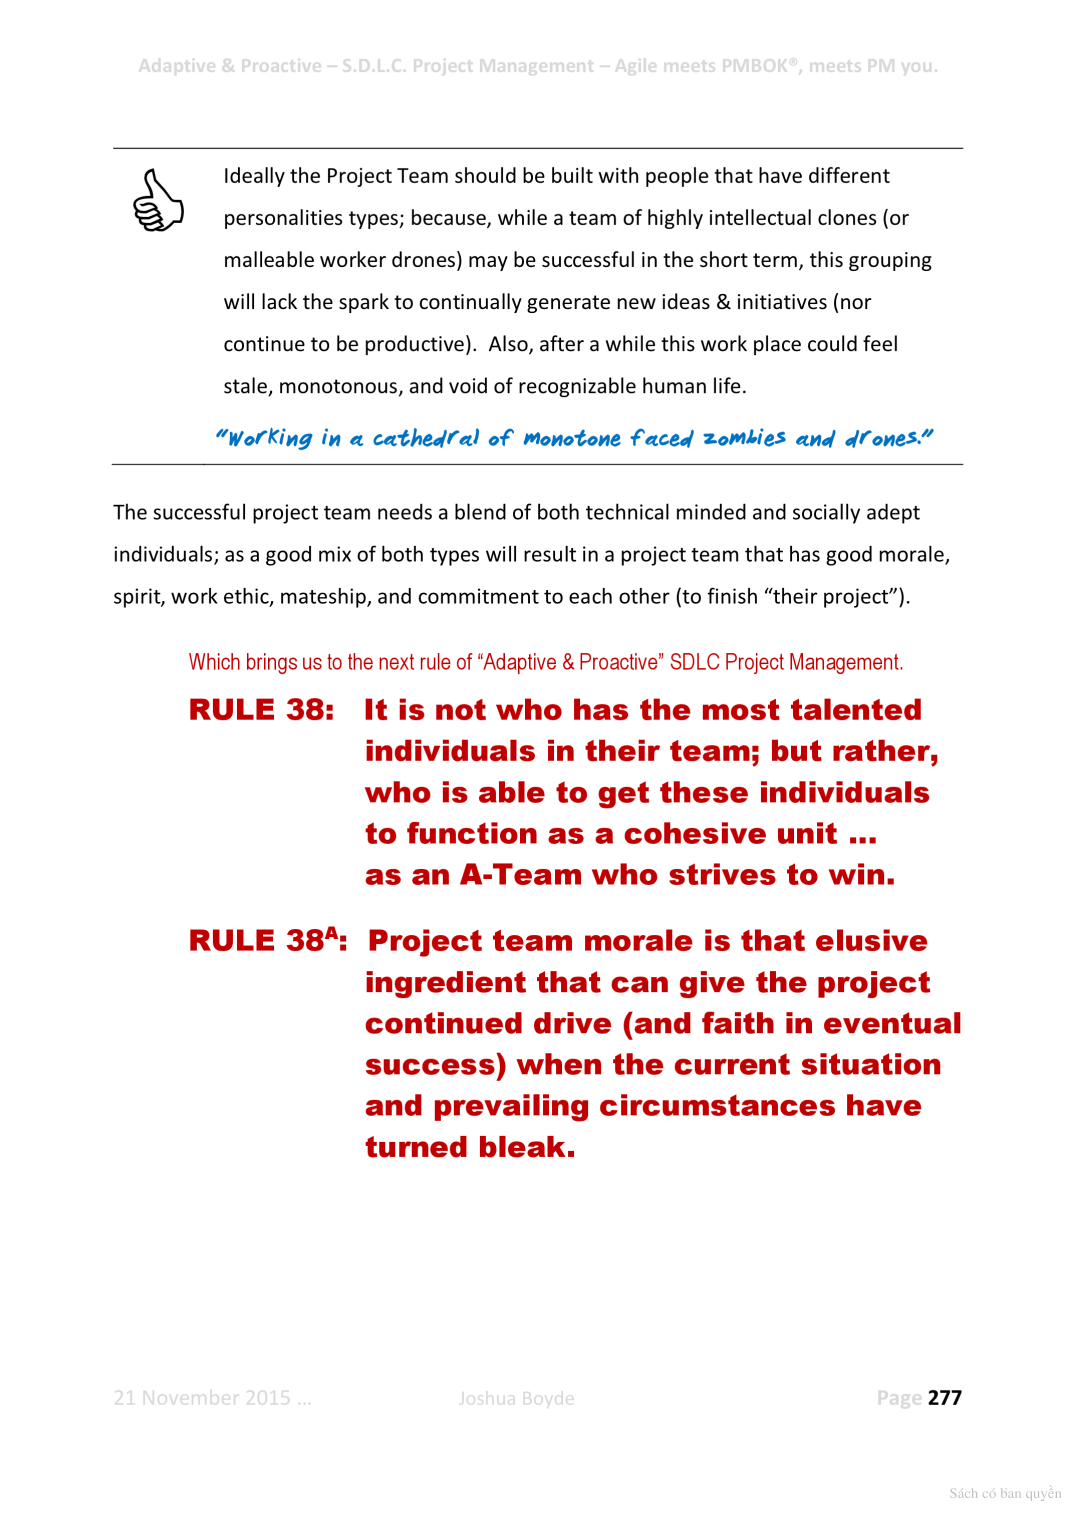 Adaptive & Proactive – S.D.L.C. Project Management – Agile meets PMBOK®, meets PM you.
Ideally the Project Team should be built with people that have different
personalities types; because, while a team of highly intellectual clones (or
malleable worker drones) may be successful in the short term, this grouping
will lack the spark to continually generate new ideas & initiatives (nor
continue to be productive).  Also, after a while this work place could feel
stale, monotonous, and void of recognizable human life.
"Working in a cathedral of monotone faced zombies and drones."
The successful project team needs a blend of both technical minded and socially adept
individuals; as a good mix of both types will result in a project team that has good morale,
spirit, work ethic, mateship, and commitment to each other (to finish “their project”).
Which brings us to the next rule of “Adaptive & Proactive” SDLC Project Management.
RULE 38: It is not who has the most talented
individuals in their team; but rather,
who is able to get these individuals
to function as a cohesive unit ...
as an A-Team who strives to win.
RULE 38ᴬ: Project team morale is that elusive
ingredient that can give the project
continued drive (and faith in eventual
success) when the current situation
and prevailing circumstances have
turned bleak.
21 November 2015 ... Joshua Boyde Page 277
Sách có bản quyền